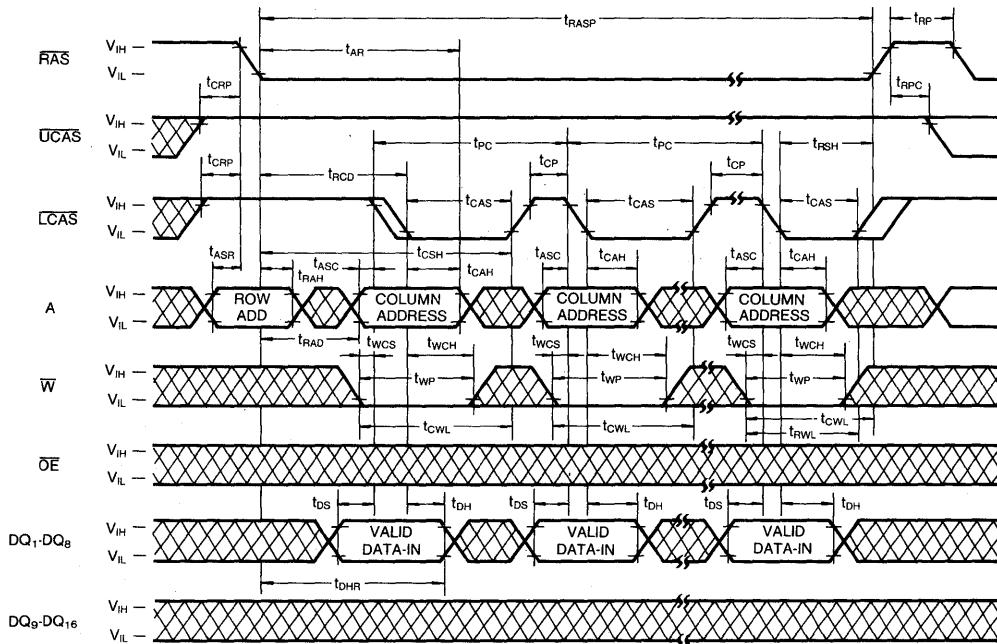 tRASP tRP
RAS VIH tAR
VIL
tCRP tRPC
UCAS VIH
VIL
tPC tPC tRSH
tCRP tRCD tCP tCP
LCAS VIH tCAS tCAS tCAS
VIL
tASR tCSH
tASC tRAH tCAH tASC tCAH tASC tCAH
A VIH ROW ADD COLUMN ADDRESS COLUMN ADDRESS COLUMN ADDRESS
VIL
tRAD tWCS tWCH tWCS tWCH tWCS tWCH
W VIH tWP tWP tWP
VIL
tCWL tCWL tCWL
tRWL
OE VIH
VIL
tDS tDH tDS tDH tDS tDH
DQ1-DQ8 VIH VALID DATA-IN VALID DATA-IN VALID DATA-IN
VIL
tDHR
DQ9-DQ16 VIH
VIL